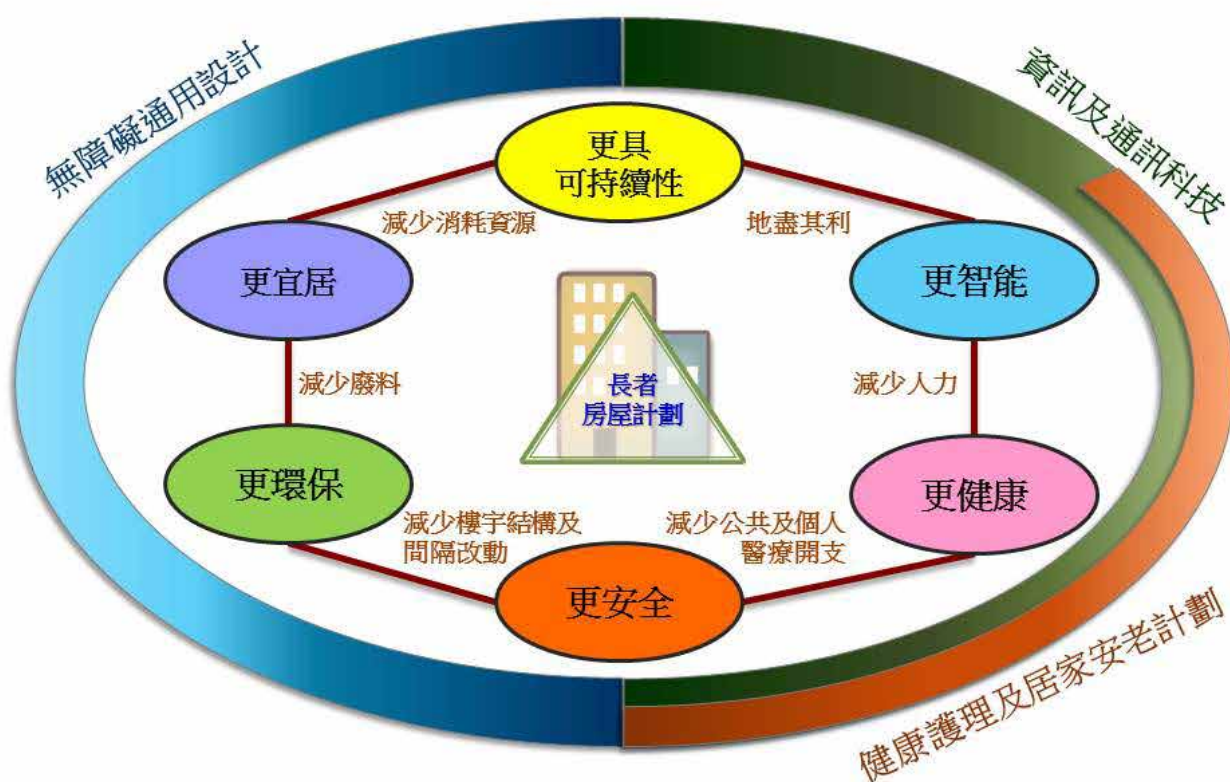 無障礙通用設計
資訊及通訊科技
更具
可持續性
減少消耗資源
地盡其利
更宜居
更智能
長者
房屋計劃
減少廢料
減少人力
更環保
更健康
減少樓宇結構及
間隔改動
減少公共及個人
醫療開支
更安全
健康護理及居家安老計劃